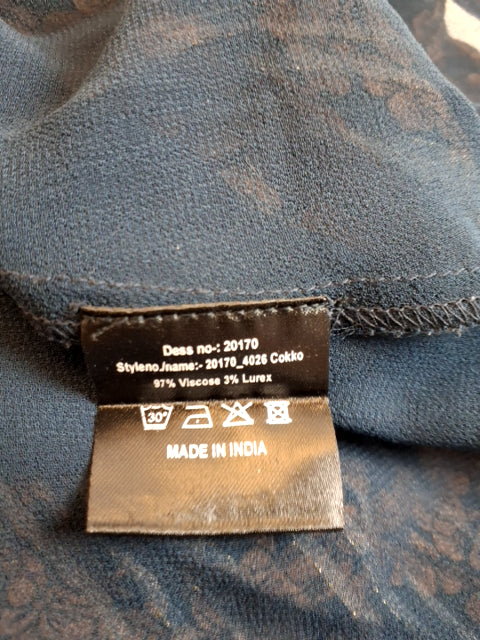 Dess no-: 20170
Styleno./name:- 20170_4026 Cokko
97% Viscose 3% Lurex
30°
MADE IN INDIA